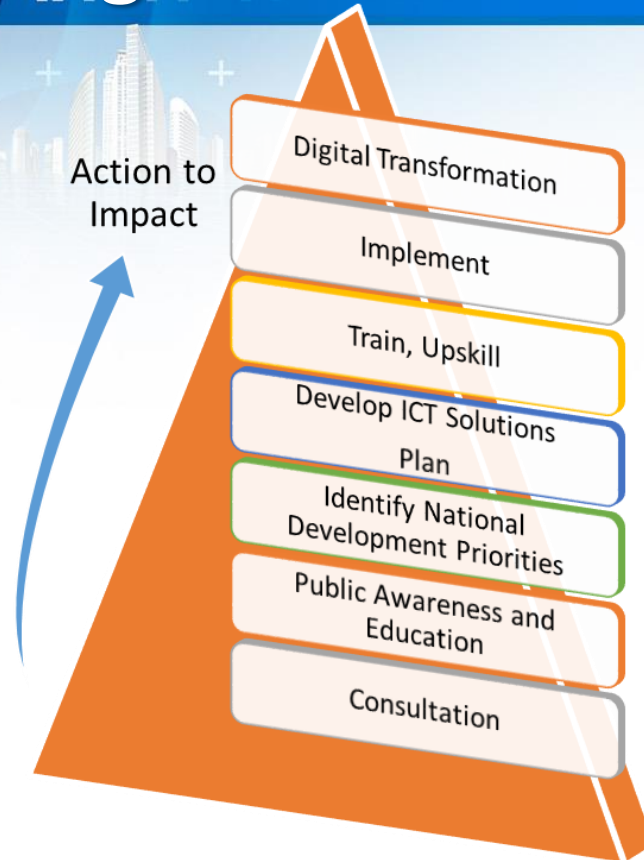 Action to
Impact
Digital Transformation
Implement
Train, Upskill
Develop ICT Solutions
Plan
Identify National
Development Priorities
Public Awareness and
Education
Consultation